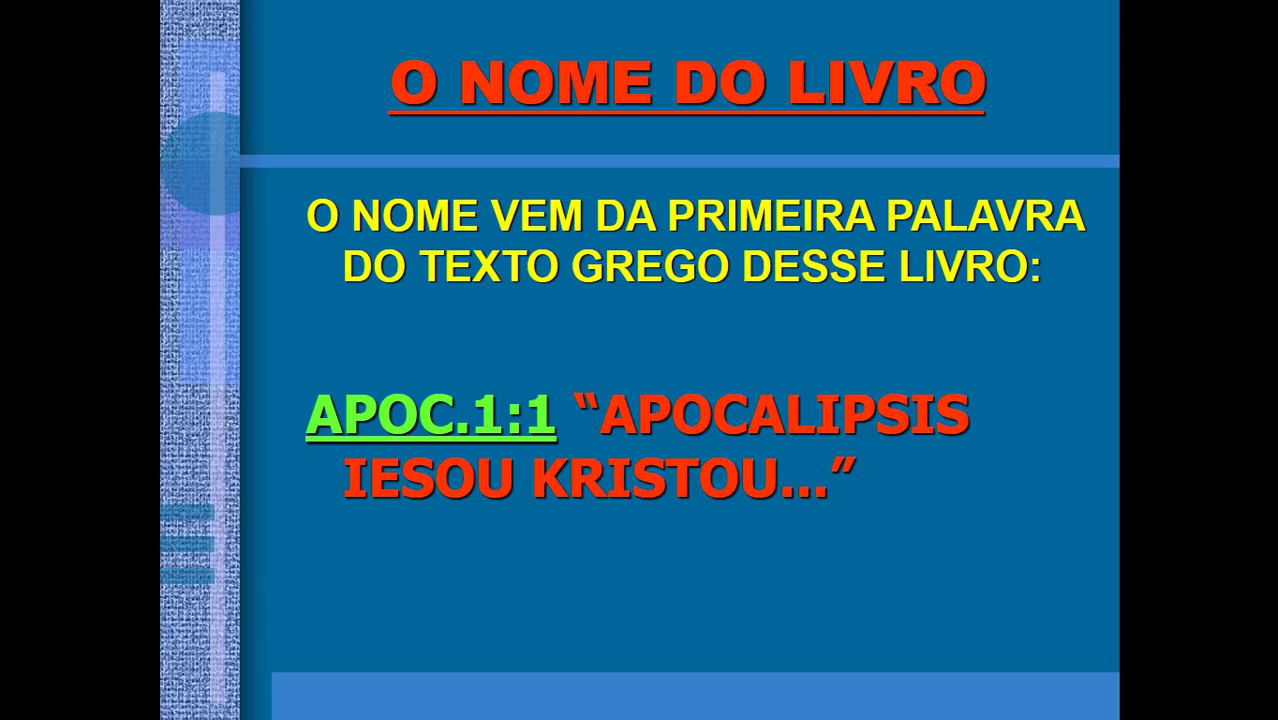 O NOME DO LIVRO
O NOME VEM DA PRIMEIRA PALAVRA
DO TEXTO GREGO DESSE LIVRO:
APOC.1:1 “APOCALIPSIS
IESOU KRISTOU...”